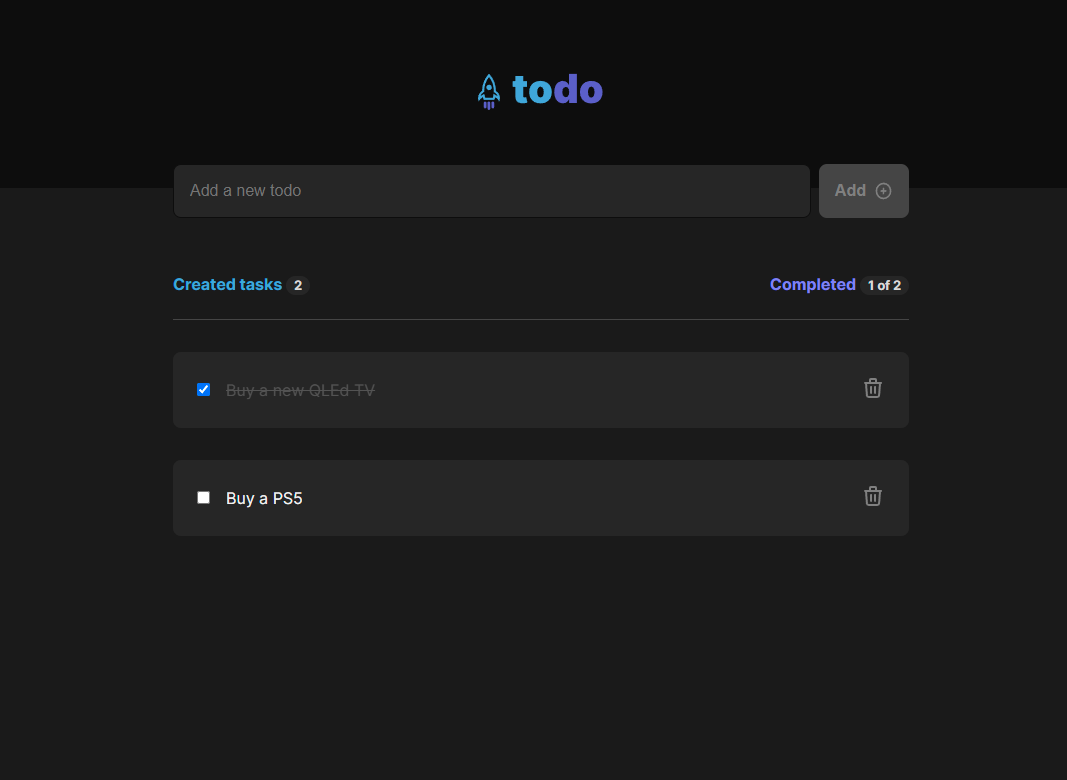 todo
Add a new todo
Add
Created tasks 2
Completed 1 of 2
Buy a new QLEd TV
Buy a PS5